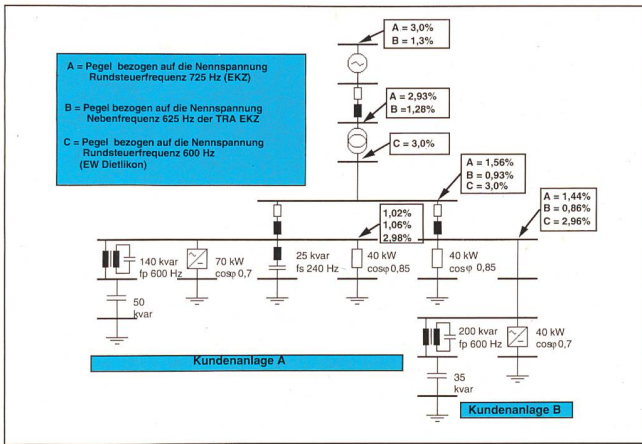 A = Pegel bezogen auf die Nennspannung
Rundsteuerfrequenz 725 Hz (EKZ)
B = Pegel bezogen auf die Nennspannung
Nebenfrequenz 625 Hz der TRA EKZ
C = Pegel bezogen auf die Nennspannung
Rundsteuerfrequenz 600 Hz
(EW Dietlikon)
A = 3,0%
B = 1,3%
A = 2,93%
B =1,28%
C = 3,0%
A = 1,56%
B = 0,93%
C = 3,0%
A = 1,44%
B = 0,86%
C = 2,96%
1,02%
1,06%
2,98%
140 kvar
fp 600 Hz
70 kW
cosφ 0,7
25 kvar
fs 240 Hz
40 kW
cosφ 0,85
40 kW
cosφ 0,85
50
kvar
200 kvar
fp 600 Hz
40 kW
cosφ 0,7
35
kvar
Kundenanlage A
Kundenanlage B